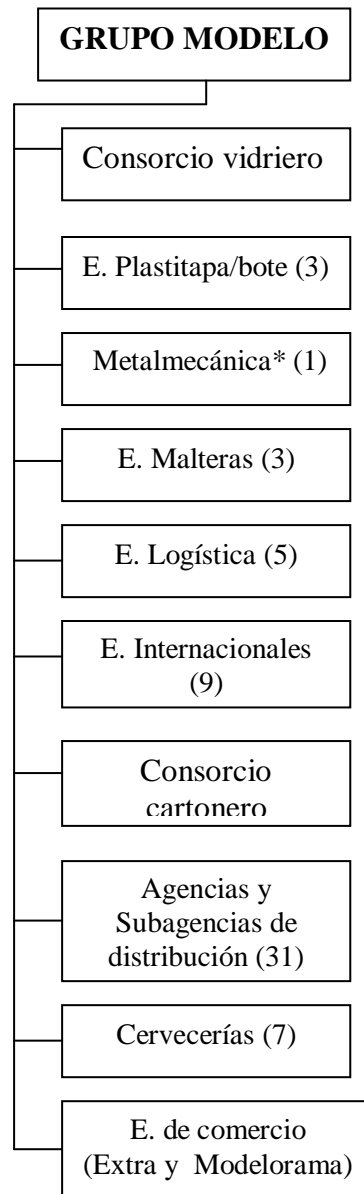 GRUPO MODELO
Consorcio vidriero
E. Plastitapa/bote (3)
Metalmecánica* (1)
E. Malteras (3)
E. Logística (5)
E. Internacionales
(9)
Consorcio
cartonero
Agencias y
Subagencias de
distribución (31)
Cervecerías (7)
E. de comercio
(Extra y Modelorama)